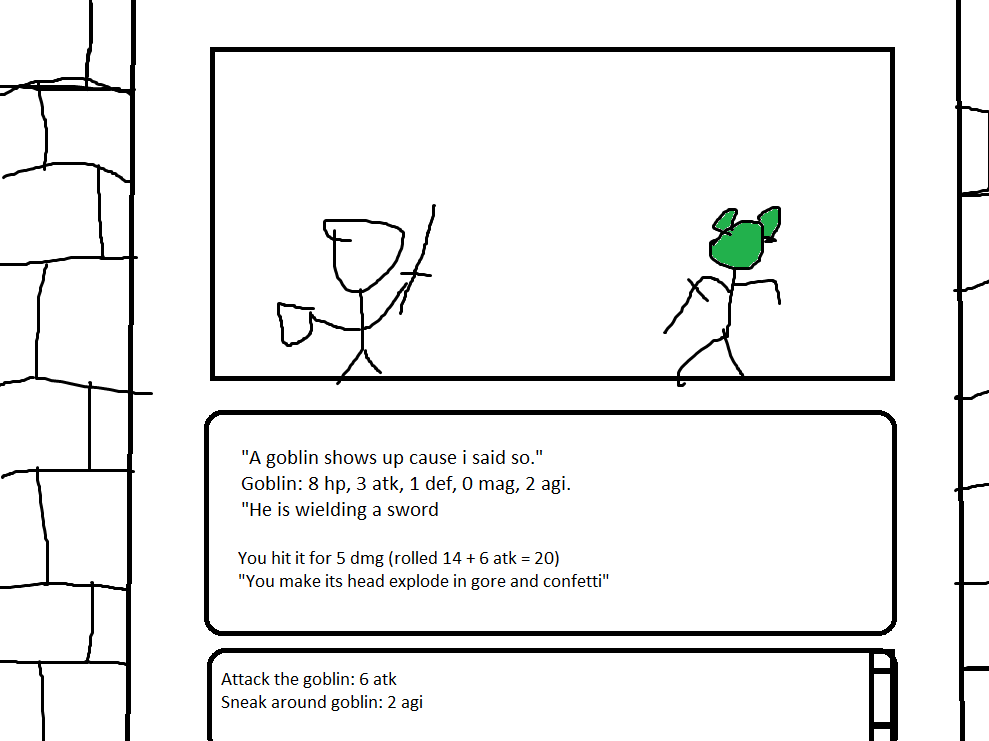 "A goblin shows up cause i said so."
Goblin: 8 hp, 3 atk, 1 def, 0 mag, 2 agi.
"He is wielding a sword
You hit it for 5 dmg (rolled 14 + 6 atk = 20)
"You make its head explode in gore and confetti"
Attack the goblin: 6 atk
Sneak around goblin: 2 agi